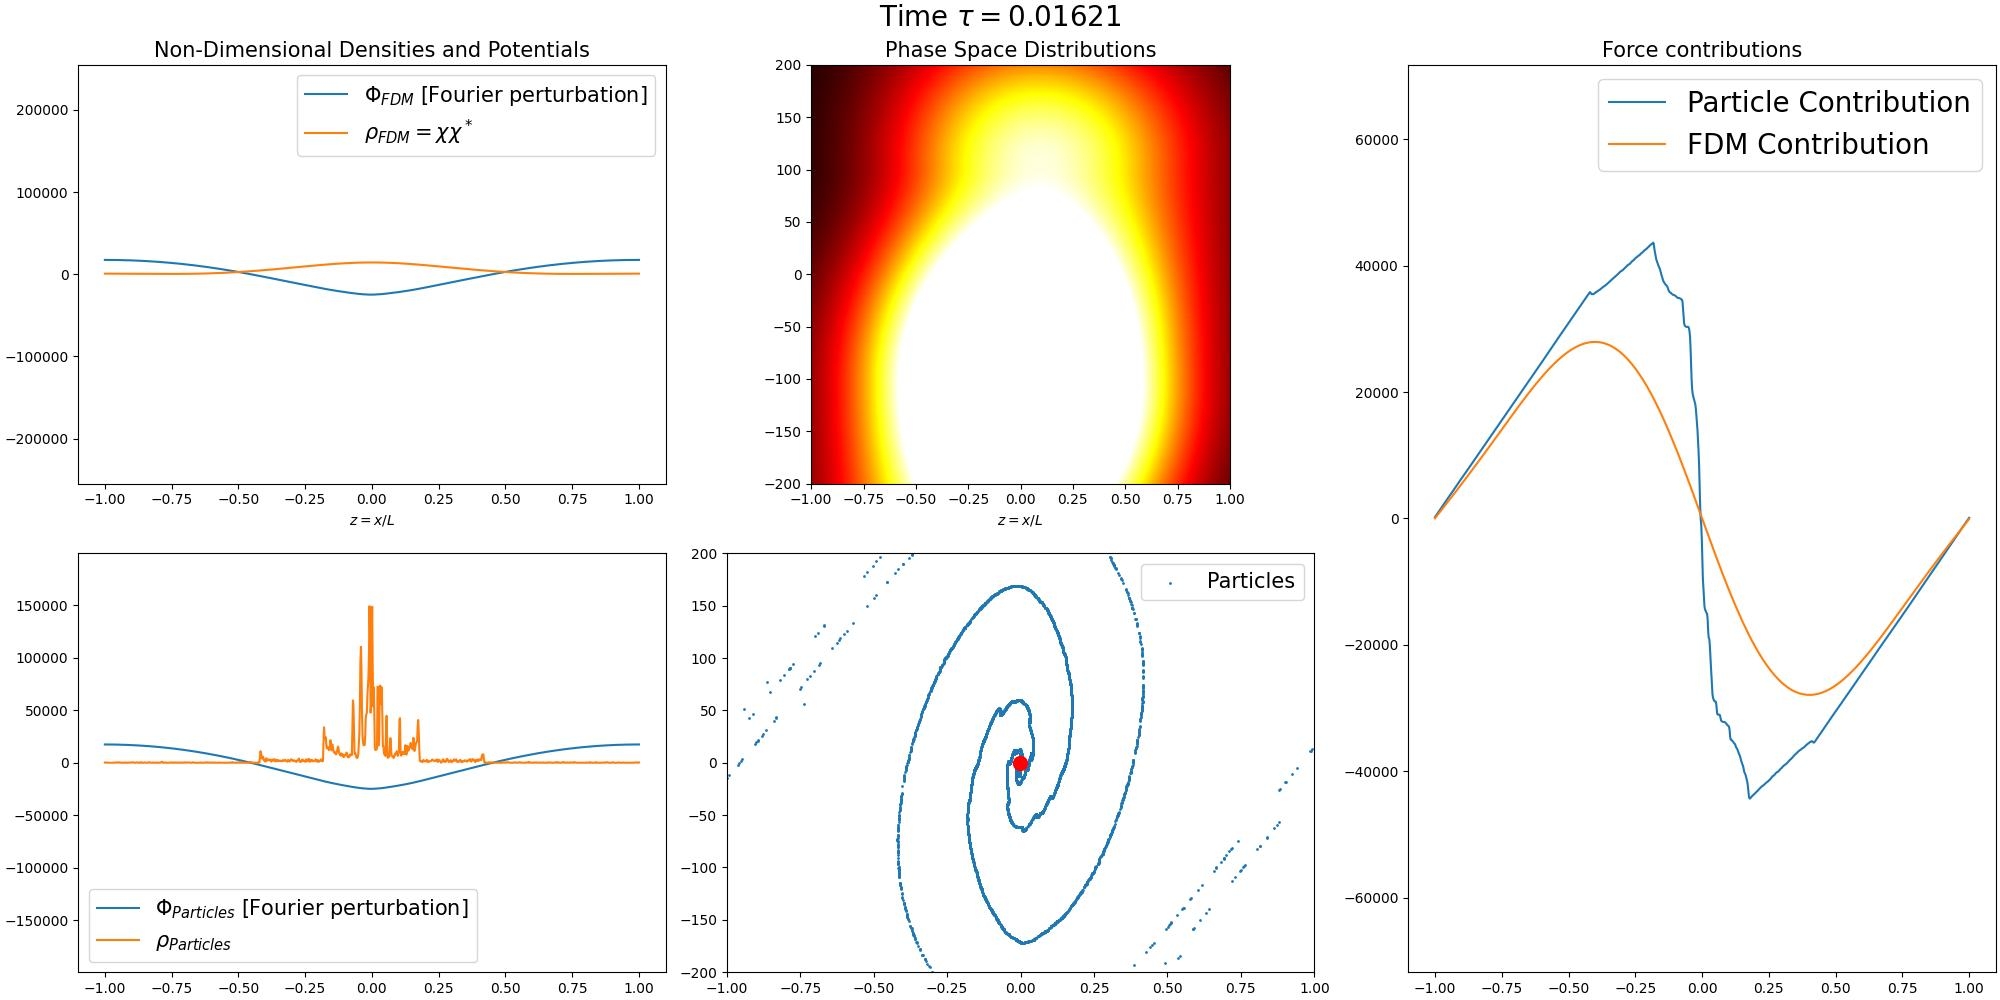 Time τ = 0.01621
Non-Dimensional Densities and Potentials
Φ_FDM [Fourier perturbation]
ρ_FDM = χχ*
200000
100000
0
−100000
−200000
−1.00 −0.75 −0.50 −0.25 0.00 0.25 0.50 0.75 1.00
z = x/L
Phase Space Distributions
200
150
100
50
0
−50
−100
−150
−200
−1.00 −0.75 −0.50 −0.25 0.00 0.25 0.50 0.75 1.00
z = x/L
Force contributions
Particle Contribution
FDM Contribution
60000
40000
20000
0
−20000
−40000
−60000
−1.00 −0.75 −0.50 −0.25 0.00 0.25 0.50 0.75 1.00
150000
100000
50000
0
−50000
−100000
−150000
Φ_Particles [Fourier perturbation]
ρ_Particles
−1.00 −0.75 −0.50 −0.25 0.00 0.25 0.50 0.75 1.00
Particles
200
150
100
50
0
−50
−100
−150
−200
−1.00 −0.75 −0.50 −0.25 0.00 0.25 0.50 0.75 1.00